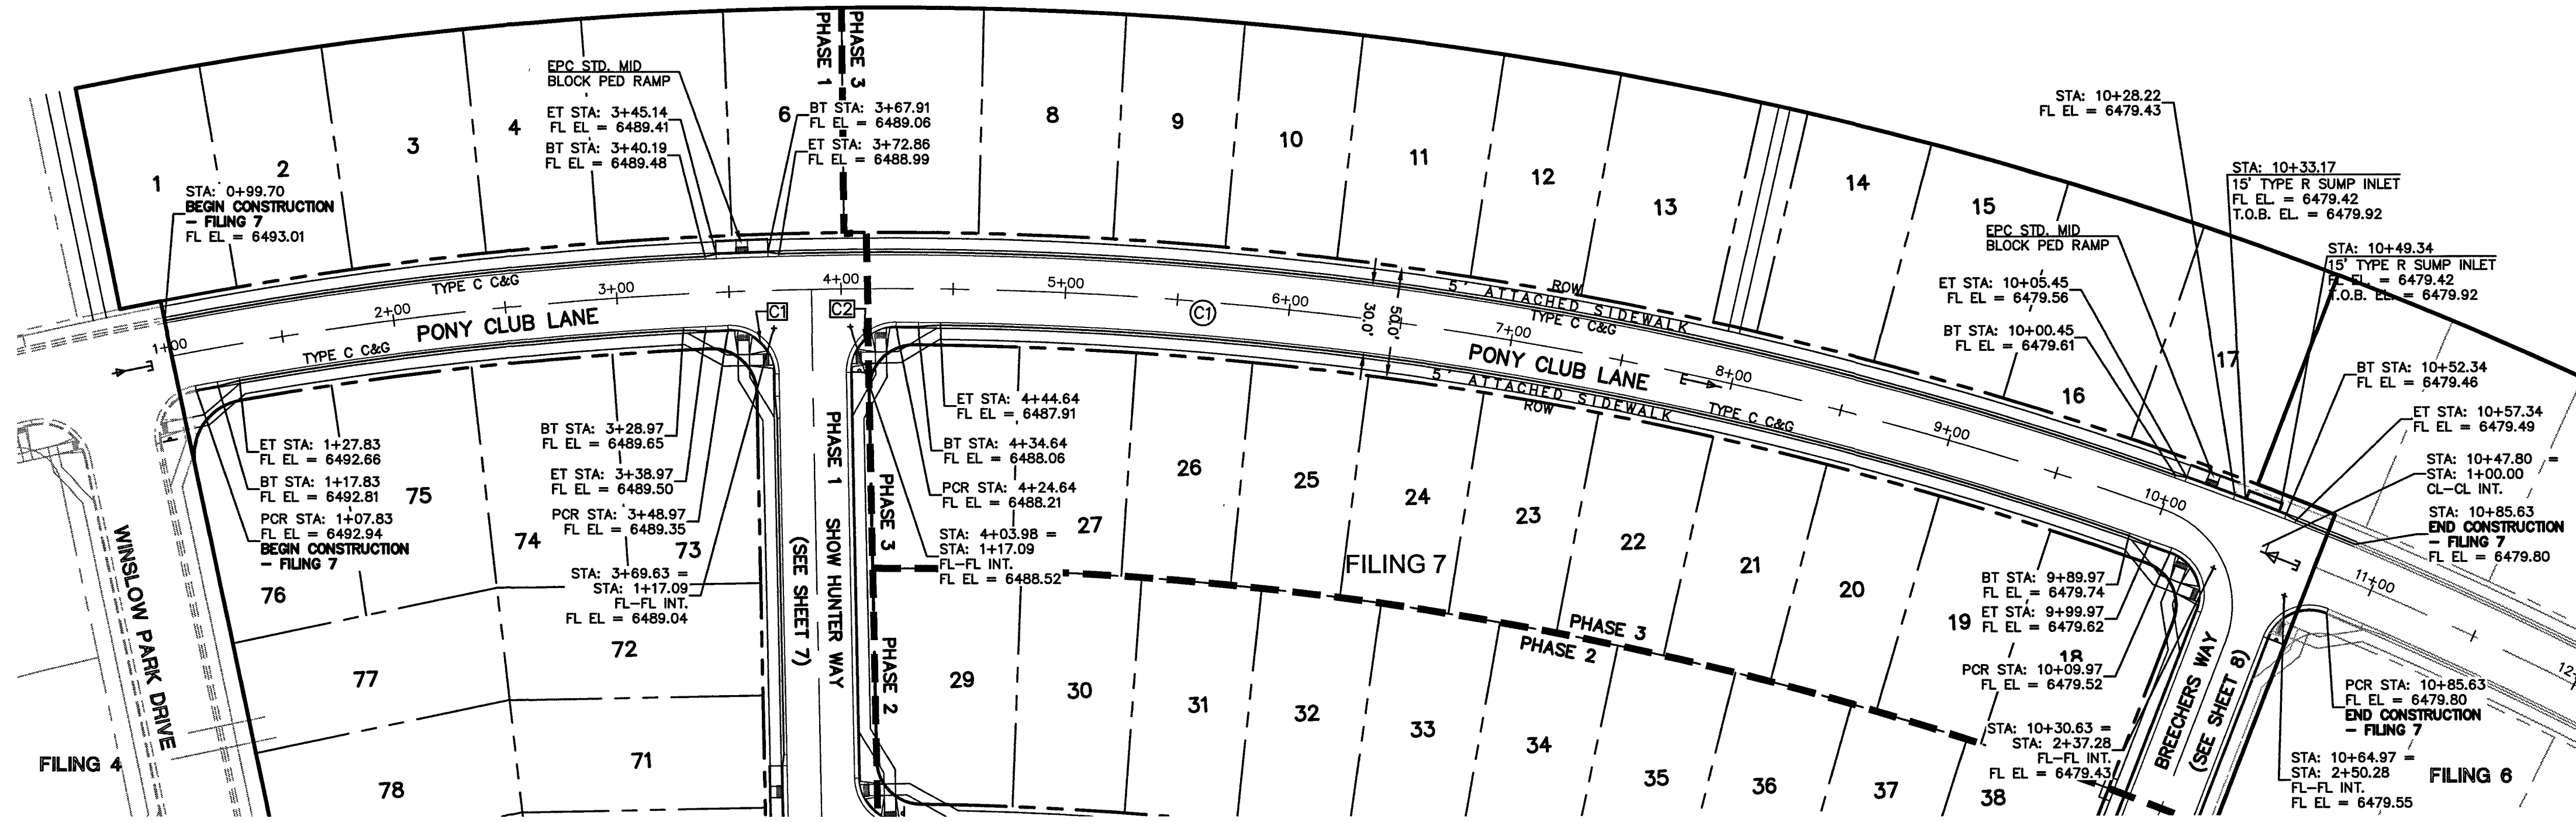 PHASE 1
PHASE 3
EPC STD. MID
BLOCK PED RAMP
ET STA: 3+45.14
FL EL = 6489.41
BT STA: 3+40.19
FL EL = 6489.48
BT STA: 3+67.91
FL EL = 6489.06
ET STA: 3+72.86
FL EL = 6488.99
1
2
3
4
6
8
9
10
11
12
13
14
15
16
17
STA: 0+99.70
BEGIN CONSTRUCTION
- FILING 7
FL EL = 6493.01
STA: 10+28.22
FL EL = 6479.43
STA: 10+33.17
15' TYPE R SUMP INLET
FL EL. = 6479.42
T.O.B. EL. = 6479.92
EPC STD. MID
BLOCK PED RAMP
STA: 10+49.34
15' TYPE R SUMP INLET
FL EL. = 6479.42
T.O.B. EL. = 6479.92
ET STA: 10+05.45
FL EL = 6479.56
BT STA: 10+00.45
FL EL = 6479.61
BT STA: 10+52.34
FL EL = 6479.46
ET STA: 10+57.34
FL EL = 6479.49
STA: 10+47.80 =
STA: 1+00.00
CL-CL INT.
STA: 10+85.63
END CONSTRUCTION
- FILING 7
FL EL = 6479.80
TYPE C C&G
1+00
2+00
3+00
4+00
5+00
6+00
7+00
8+00
9+00
10+00
11+00
PONY CLUB LANE
TYPE C C&G
C1
C2
C1
30.0'
50.0'
ROW
5' ATTACHED SIDEWALK
TYPE C C&G
PONY CLUB LANE
E
5' ATTACHED SIDEWALK
ROW
TYPE C C&G
ET STA: 1+27.83
FL EL = 6492.66
BT STA: 1+17.83
FL EL = 6492.81
PCR STA: 1+07.83
FL EL = 6492.94
BEGIN CONSTRUCTION
- FILING 7
BT STA: 3+28.97
FL EL = 6489.65
ET STA: 3+38.97
FL EL = 6489.50
PCR STA: 3+48.97
FL EL = 6489.35
STA: 3+69.63 =
STA: 1+17.09
FL-FL INT.
FL EL = 6489.04
ET STA: 4+44.64
FL EL = 6487.91
BT STA: 4+34.64
FL EL = 6488.06
PCR STA: 4+24.64
FL EL = 6488.21
STA: 4+03.98 =
STA: 1+17.09
FL-FL INT.
FL EL = 6488.52
PHASE 1
SHOW HUNTER WAY
(SEE SHEET 7)
PHASE 3
PHASE 2
WINSLOW PARK DRIVE
FILING 4
75
74
73
76
72
77
71
78
27
26
25
24
23
22
21
20
19
18
FILING 7
PHASE 3
PHASE 2
29
30
31
32
33
34
35
36
37
38
BT STA: 9+89.97
FL EL = 6479.74
ET STA: 9+99.97
FL EL = 6479.62
PCR STA: 10+09.97
FL EL = 6479.52
STA: 10+30.63 =
STA: 2+37.28
FL-FL INT.
FL EL = 6479.43
BREECHERS WAY
(SEE SHEET 8)
PCR STA: 10+85.63
FL EL = 6479.80
END CONSTRUCTION
- FILING 7
STA: 10+64.97 =
STA: 2+50.28
FL-FL INT.
FL EL = 6479.55
FILING 6